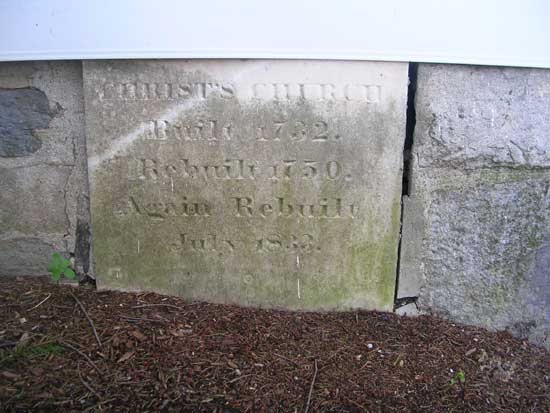 CHRIST'S CHURCH
Built 1732.
Rebuilt 1750.
Again Rebuilt
July 1833.